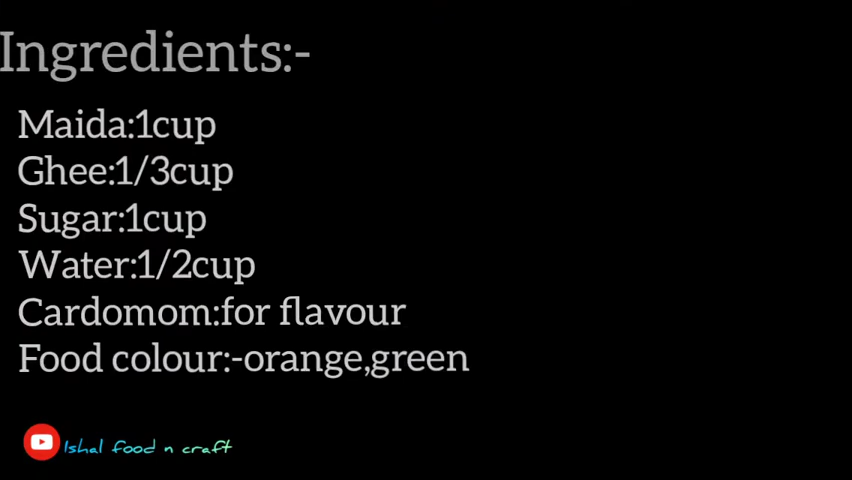 Ingredients:-
Maida:1cup
Ghee:1/3cup
Sugar:1cup
Water:1/2cup
Cardomom:for flavour
Food colour:-orange,green
Ishal food n craft